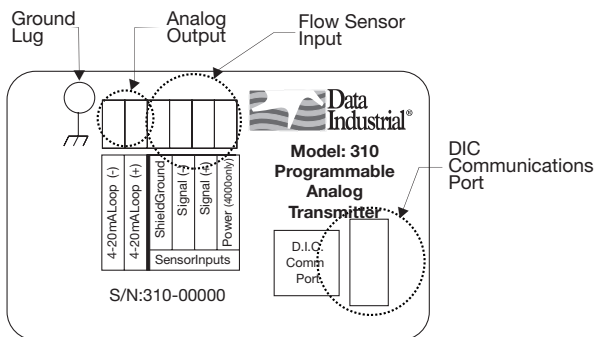 Ground
Lug
Analog
Output
Flow Sensor
Input
Data
Industrial®
Model: 310
Programmable
Analog
Transmitter
DIC
Communications
Port
4-20mALoop (-)
4-20mALoop (+)
ShieldGround
Signal (-)
Signal (+)
Power (4000only)
SensorInputs
D.I.C.
Comm
Port
S/N:310-00000